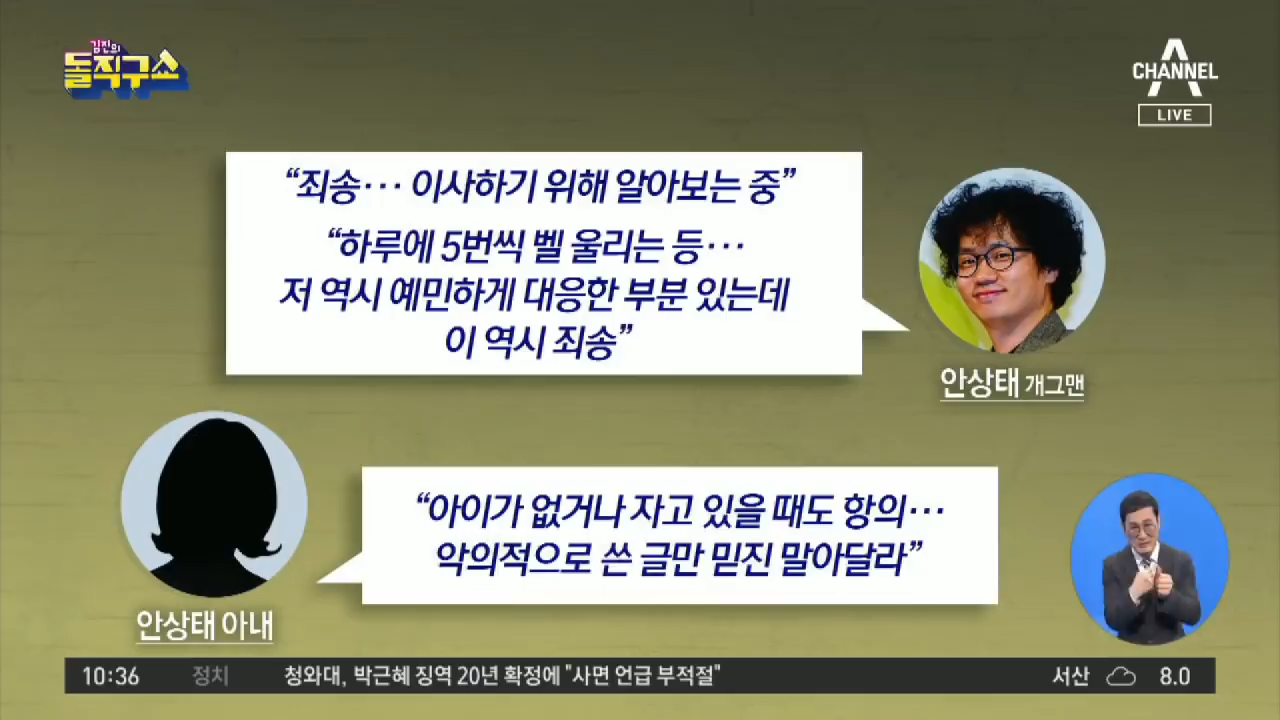 김진의
돌직구쇼
CHANNEL A
LIVE
“죄송… 이사하기 위해 알아보는 중”
“하루에 5번씩 벨 울리는 등…
저 역시 예민하게 대응한 부분 있는데
이 역시 죄송”
안상태 개그맨
“아이가 없거나 자고 있을 때도 항의…
악의적으로 쓴 글만 믿진 말아달라”
안상태 아내
10:36 정치 청와대, 박근혜 징역 20년 확정에 "사면 언급 부적절" 서산 8.0